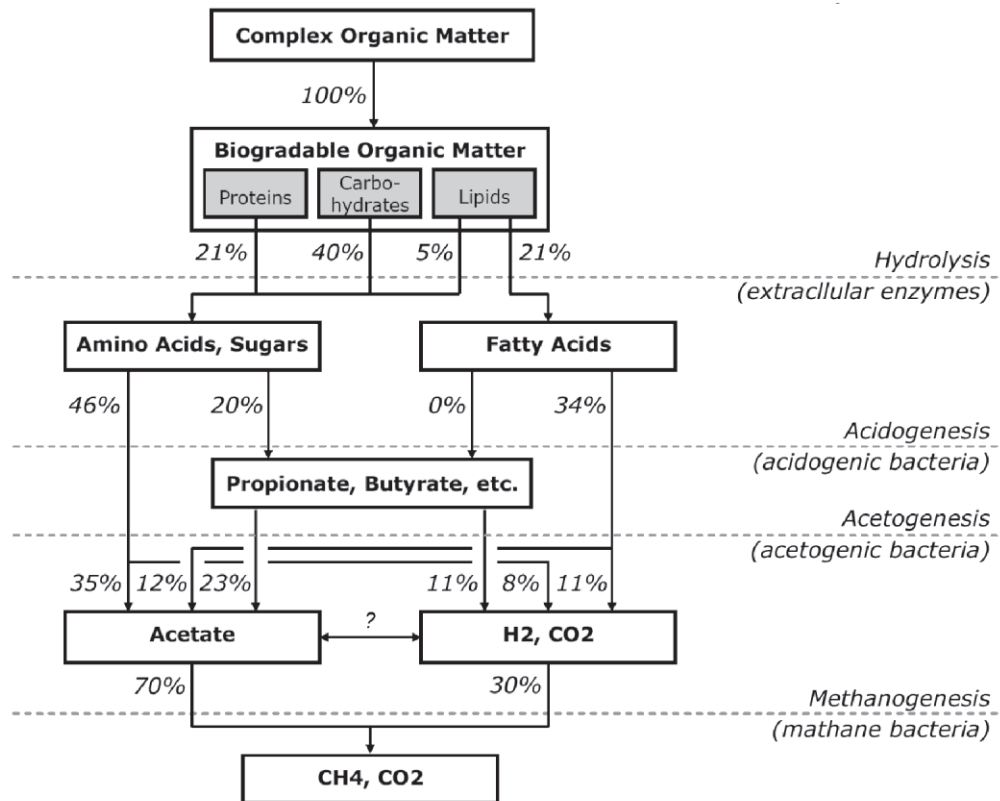 Complex Organic Matter
100%
Biogradable Organic Matter
Proteins
Carbo-
hydrates
Lipids
21%
40%
5%
21%
Hydrolysis
(extracllular enzymes)
Amino Acids, Sugars
Fatty Acids
46%
20%
0%
34%
Acidogenesis
(acidogenic bacteria)
Propionate, Butyrate, etc.
Acetogenesis
(acetogenic bacteria)
35%
12%
23%
11%
8%
11%
Acetate
?
H2, CO2
70%
30%
Methanogenesis
(mathane bacteria)
CH4, CO2